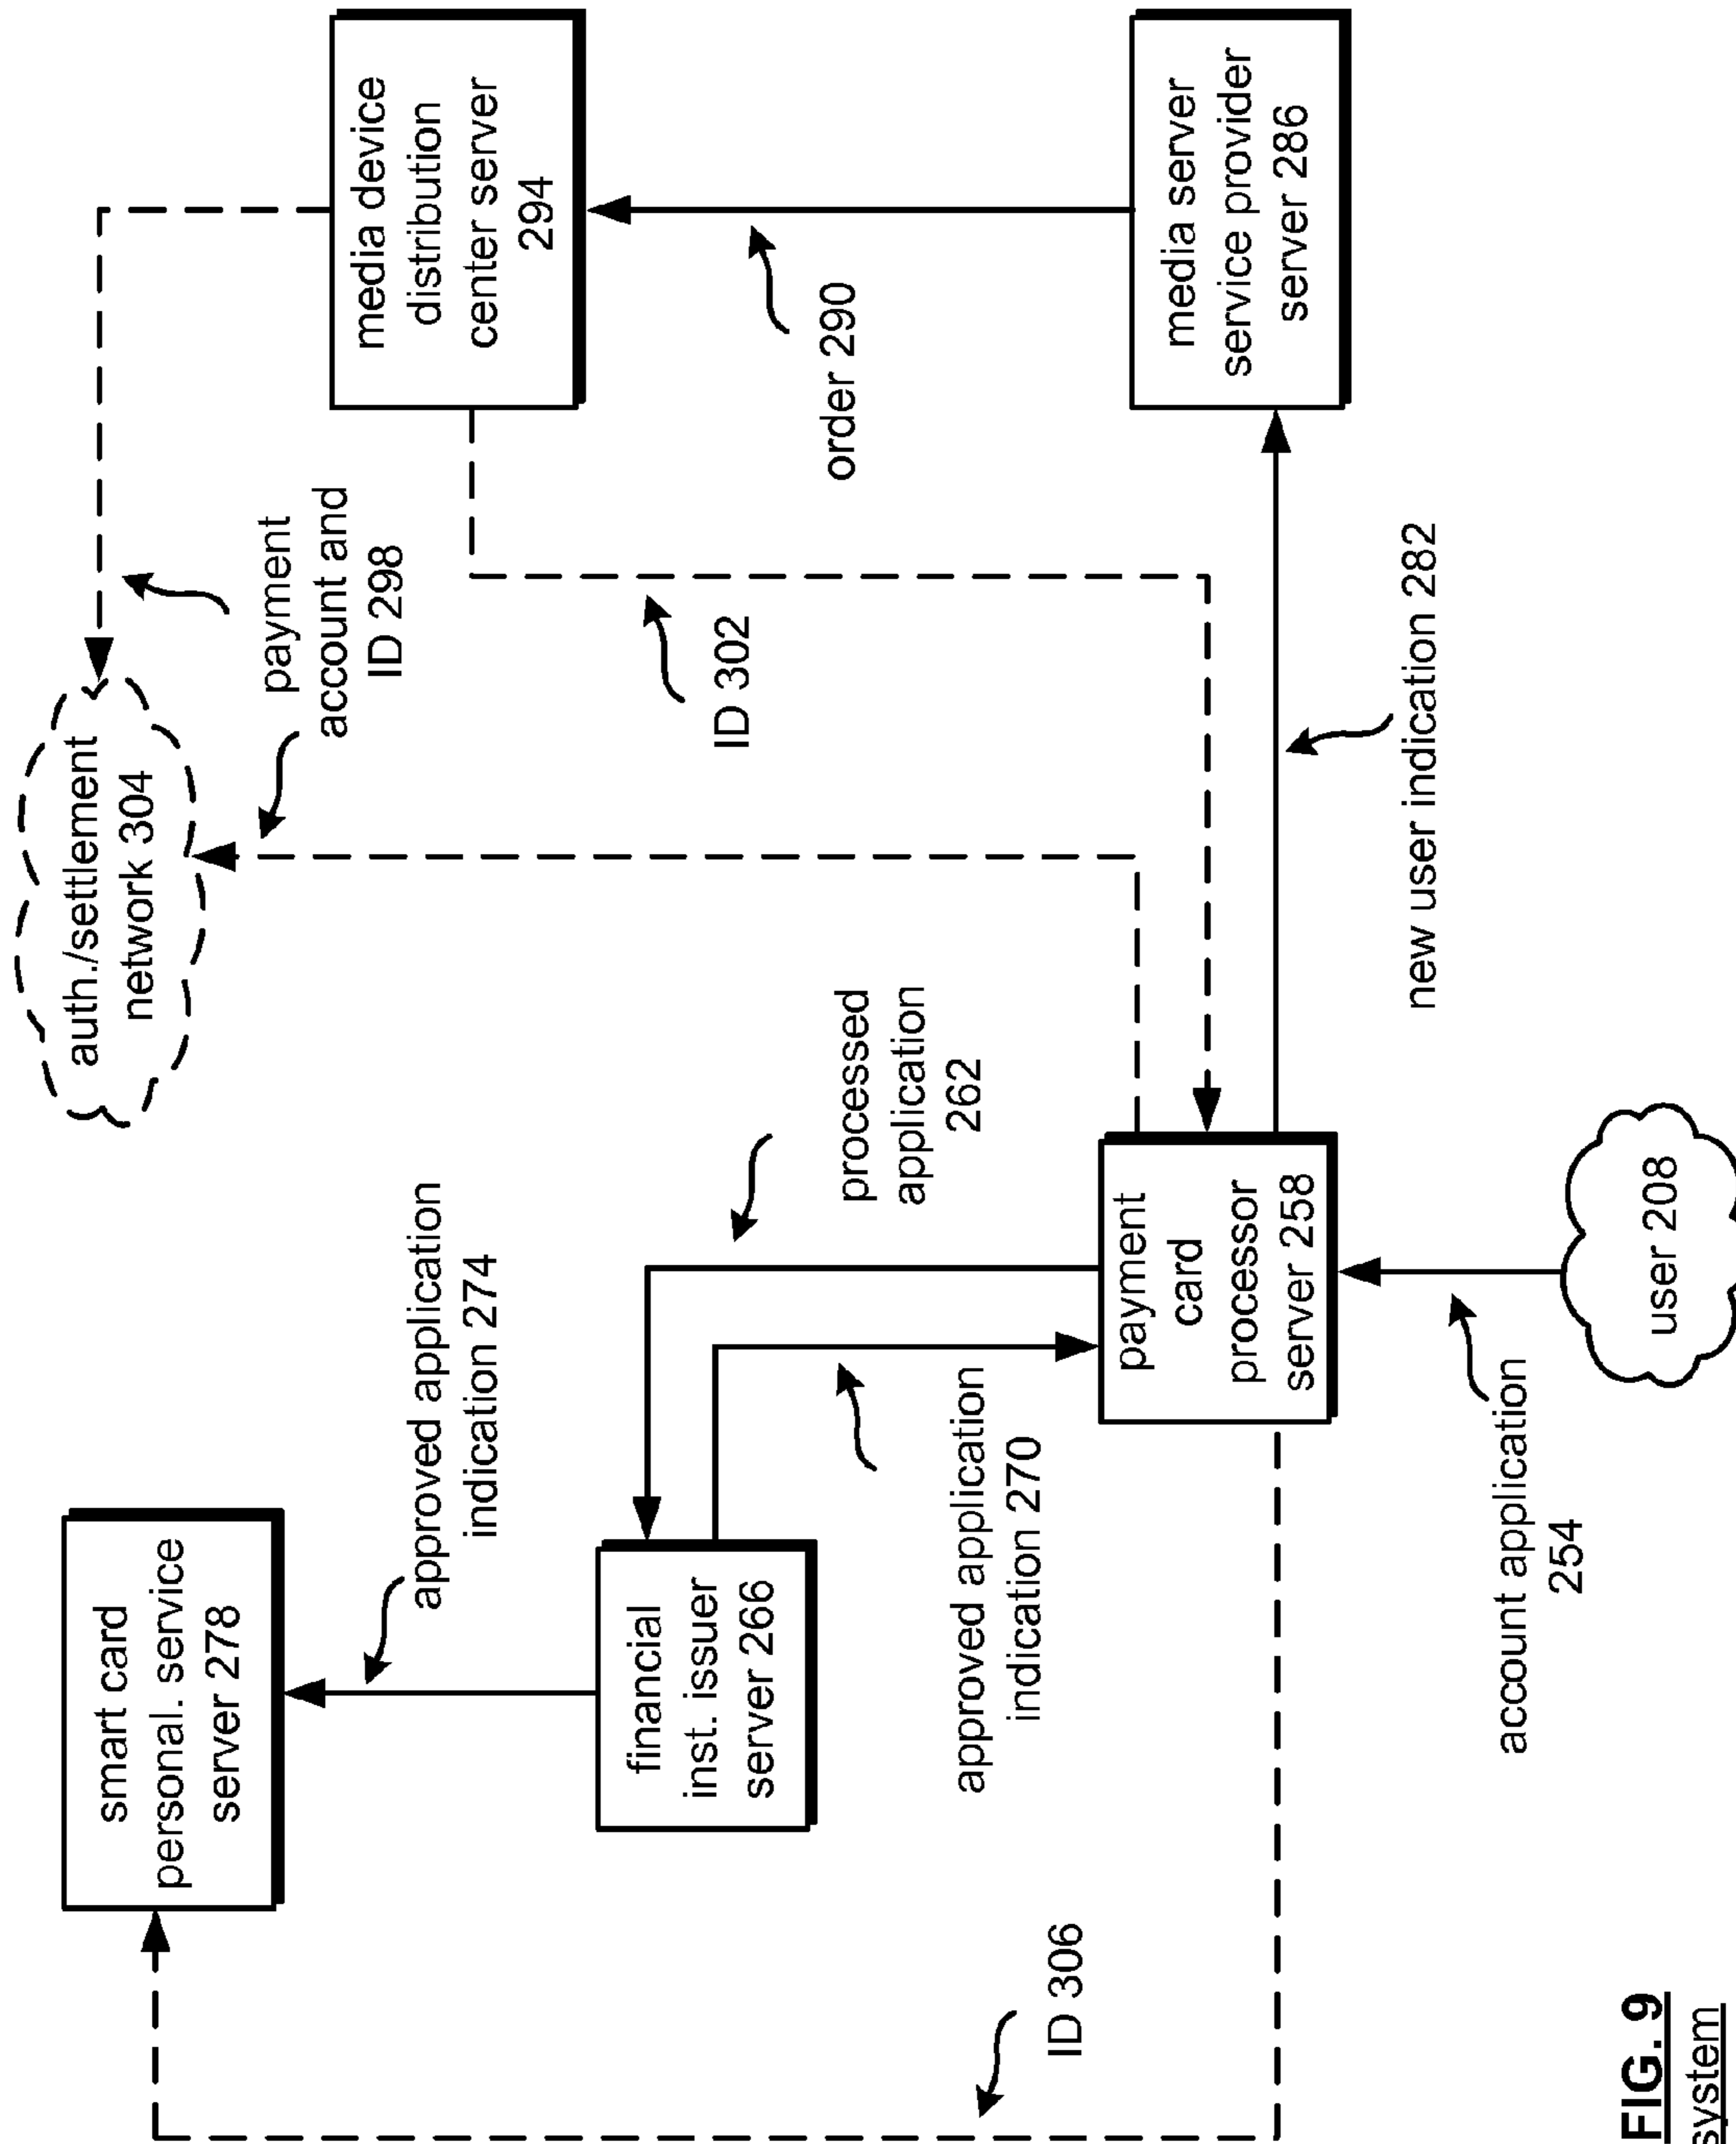 smart card
personal. service
server 278
approved application
indication 274
auth./settlement
network 304
payment
account and
ID 298
media device
distribution
center server
294
financial
inst. issuer
server 266
processed
application
262
ID 302
order 290
approved application
indication 270
ID 306
payment
card
processor
server 258
media server
service provider
server 286
new user indication 282
account application
254
user 208
FIG. 9
system